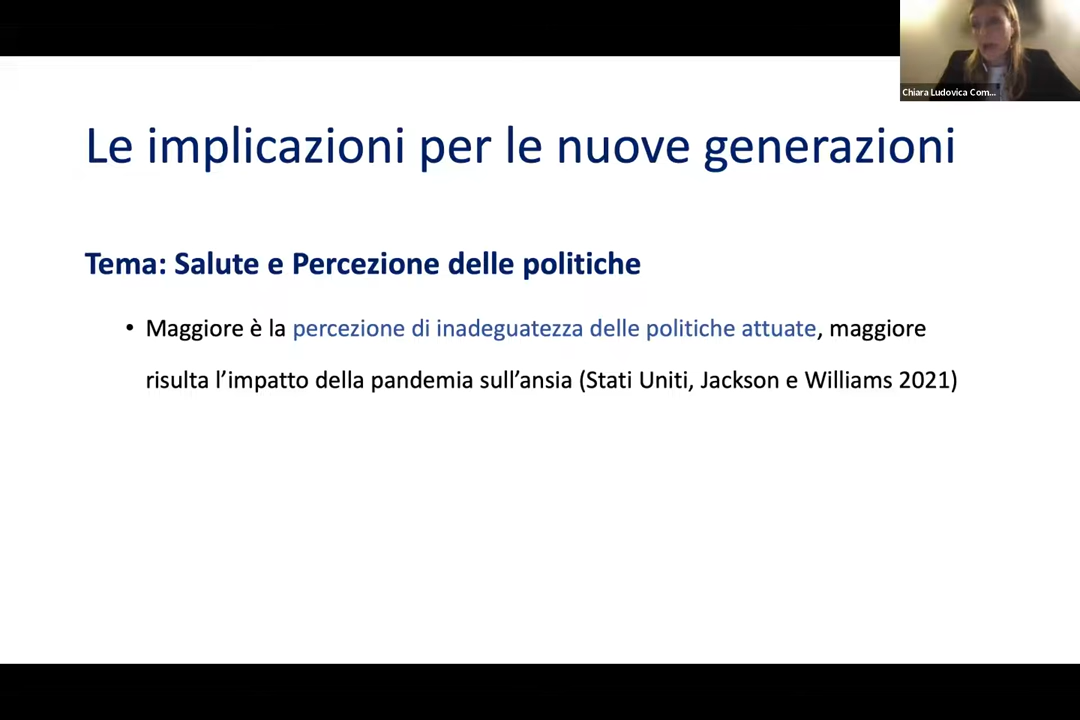 Chiara Ludovica Com...
Le implicazioni per le nuove generazioni
Tema: Salute e Percezione delle politiche
• Maggiore è la percezione di inadeguatezza delle politiche attuate, maggiore
risulta l’impatto della pandemia sull’ansia (Stati Uniti, Jackson e Williams 2021)